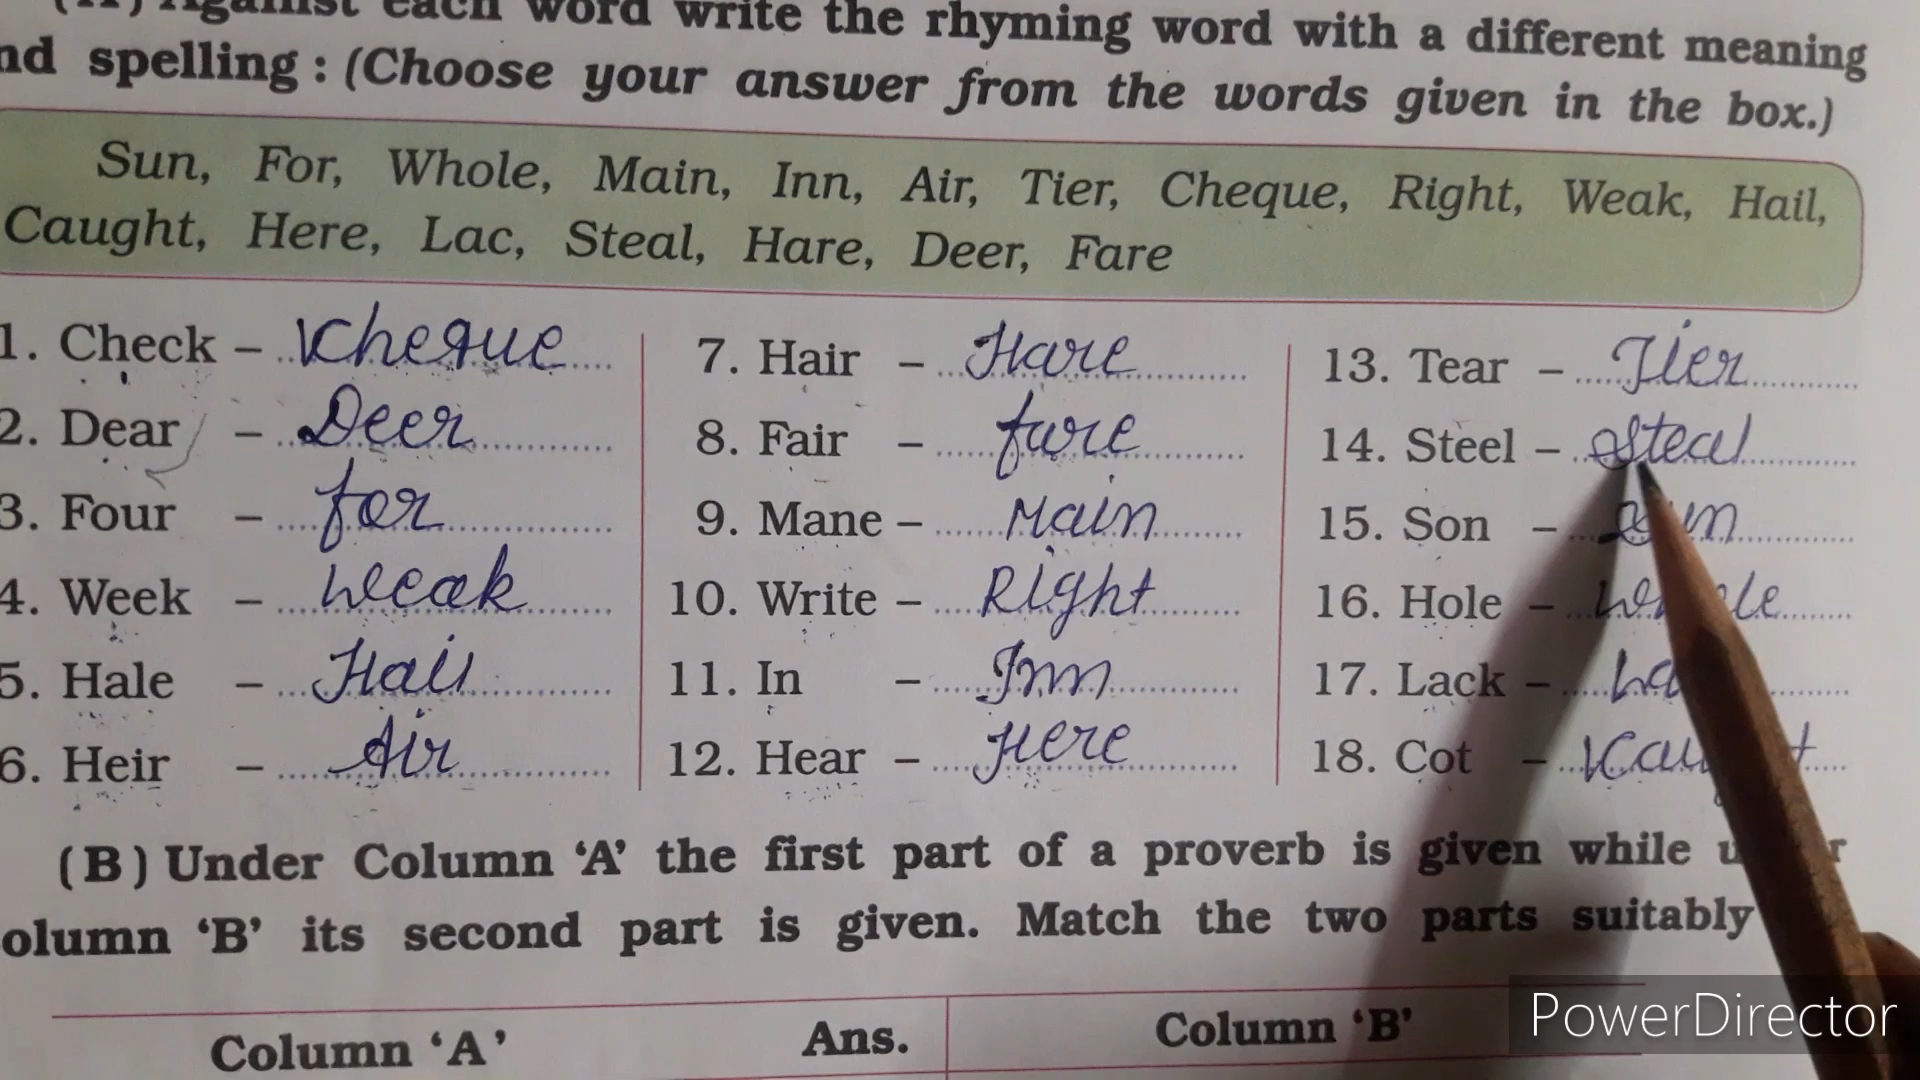 (A) Against each word write the rhyming word with a different meaning
nd spelling : (Choose your answer from the words given in the box.)
Sun, For, Whole, Main, Inn, Air, Tier, Cheque, Right, Weak, Hail,
Caught, Here, Lac, Steal, Hare, Deer, Fare
1. Check – Cheque
2. Dear – Deer
3. Four – for
4. Week – Weak
5. Hale – Hail
6. Heir – Air
7. Hair – Hare
8. Fair – fare
9. Mane – Main
10. Write – Right
11. In – Inn
12. Hear – Here
13. Tear – Tier
14. Steel – Steal
15. Son –
16. Hole –
17. Lack –
18. Cot –
(B) Under Column ‘A’ the first part of a proverb is given while
olumn ‘B’ its second part is given. Match the two parts suitably
Column ‘A’ Ans. Column ‘B’
PowerDirector